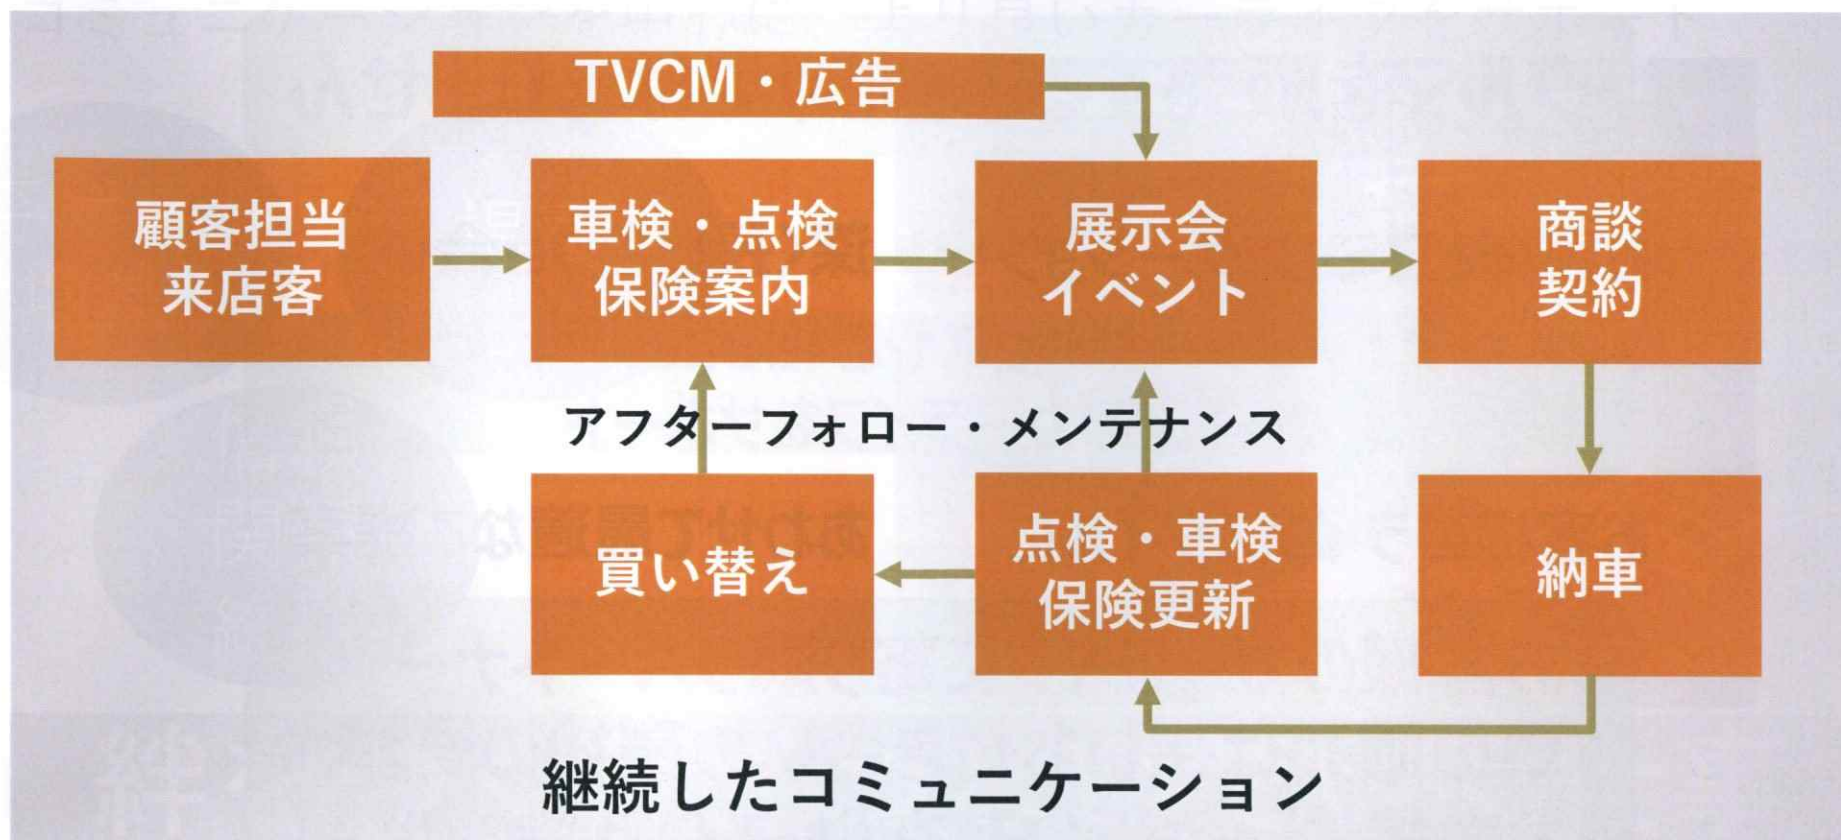 TVCM・広告
顧客担当
来店客
車検・点検
保険案内
展示会
イベント
商談
契約
アフターフォロー・メンテナンス
買い替え
点検・車検
保険更新
納車
継続したコミュニケーション